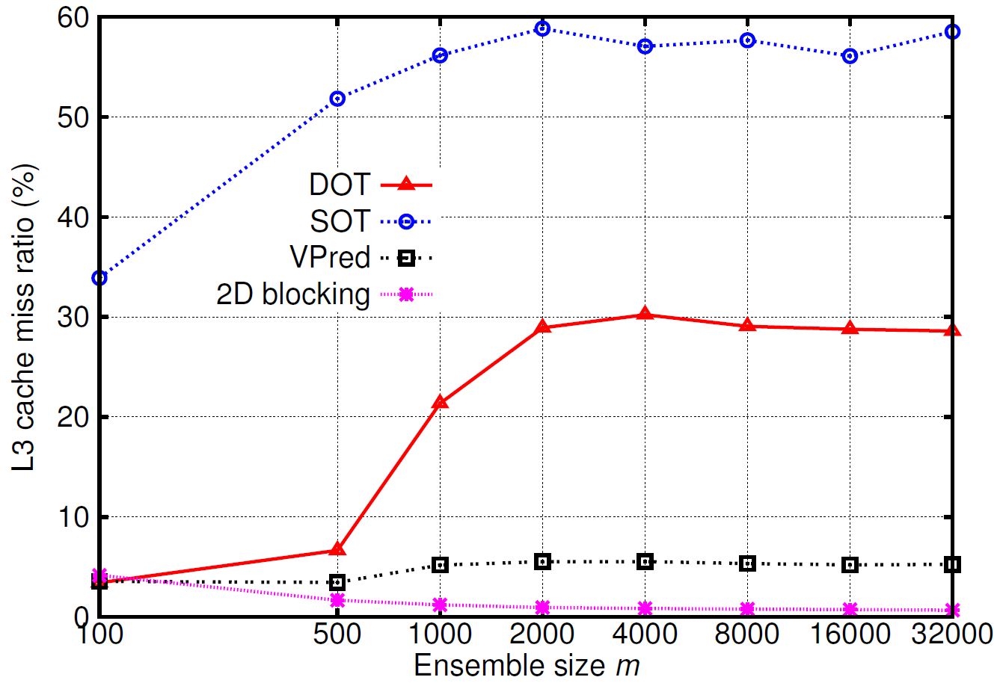 60
50
40
30
20
10
0
L3 cache miss ratio (%)
DOT
SOT
VPred
2D blocking
100 500 1000 2000 4000 8000 16000 32000
Ensemble size m